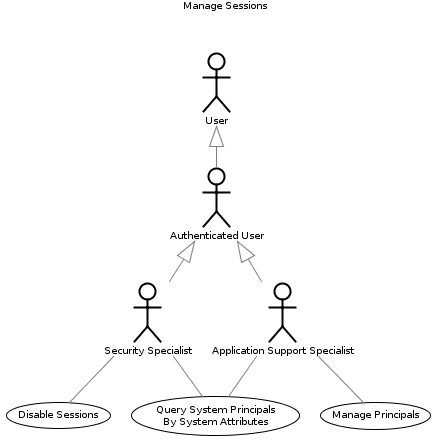 Manage Sessions
User
Authenticated User
Security Specialist
Application Support Specialist
Disable Sessions
Query System Principals
By System Attributes
Manage Principals